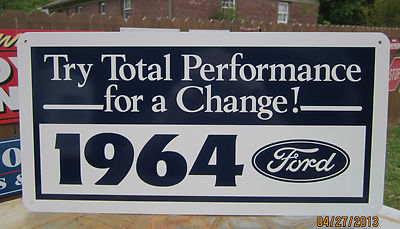 Try Total Performance
for a Change!
1964 Ford
04/27/2013